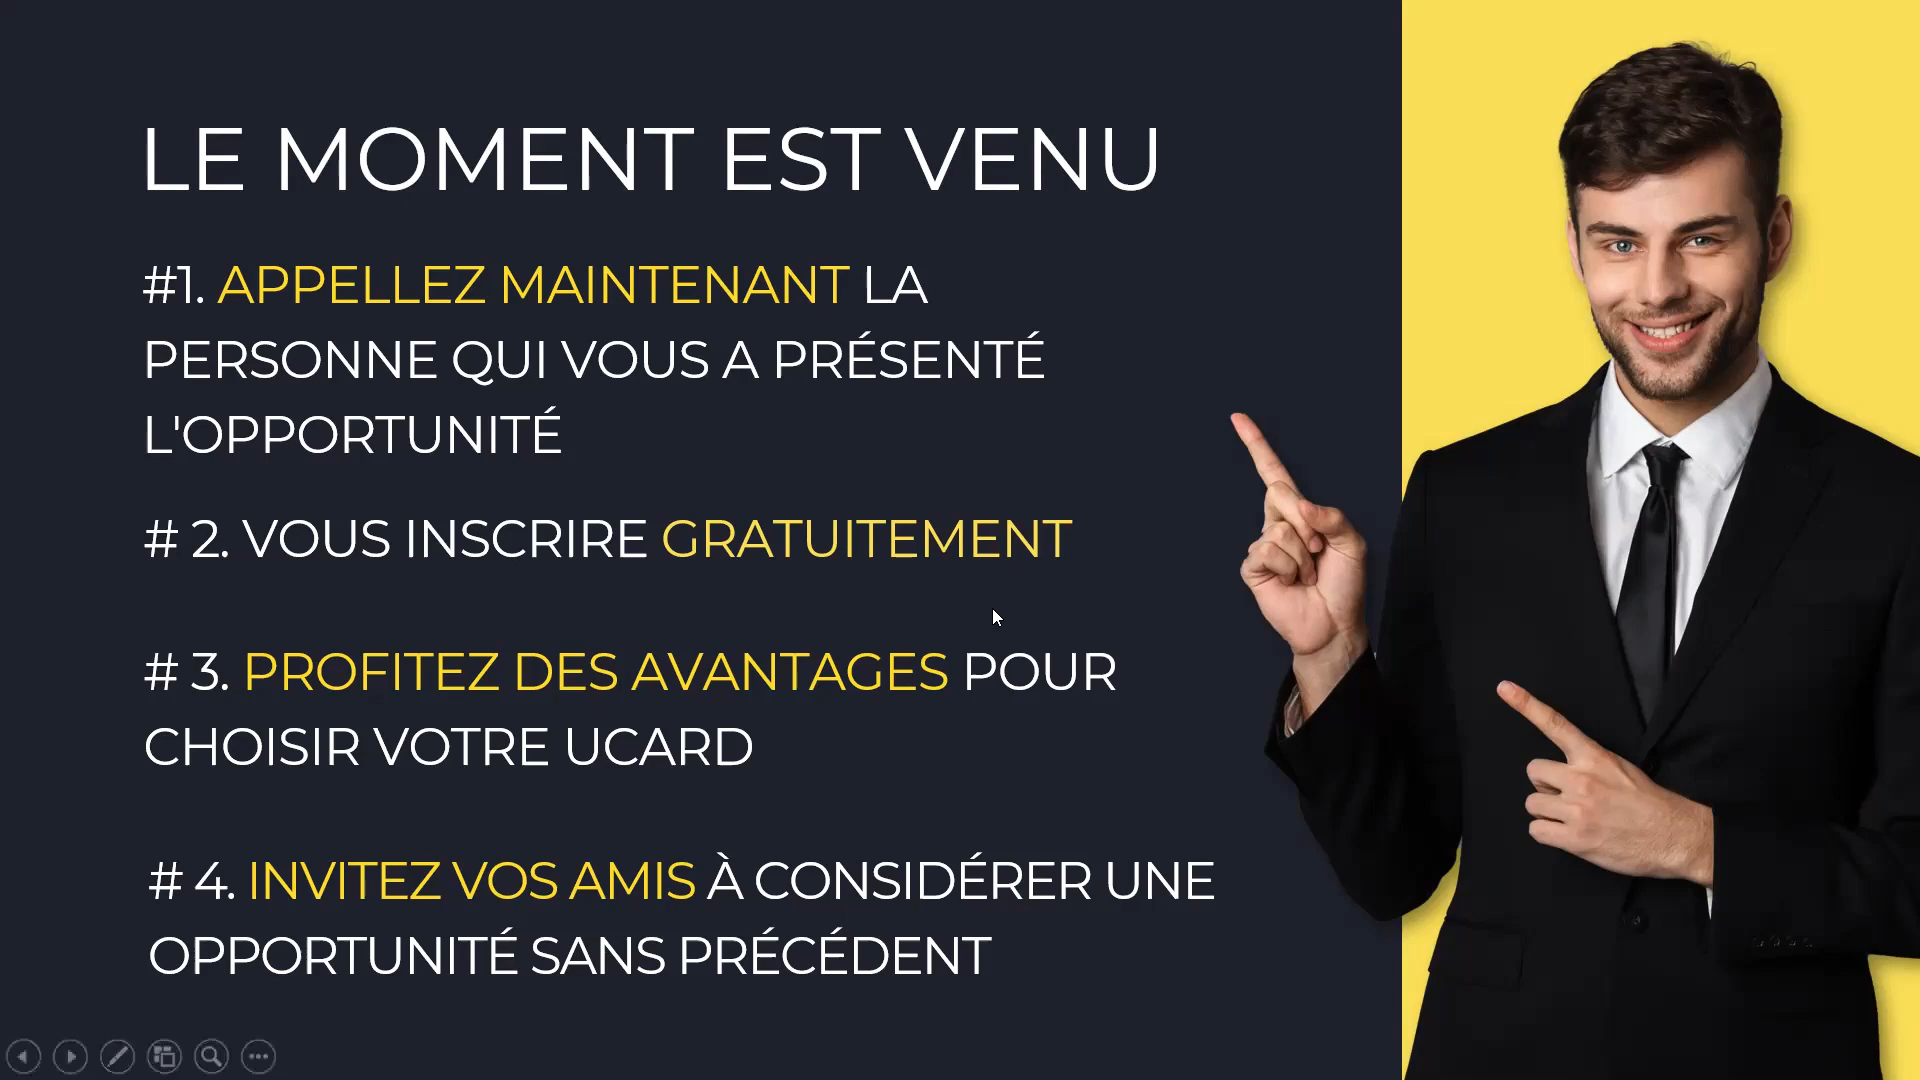 LE MOMENT EST VENU
#1. APPELLEZ MAINTENANT LA
PERSONNE QUI VOUS A PRÉSENTÉ
L'OPPORTUNITÉ
# 2. VOUS INSCRIRE GRATUITEMENT
# 3. PROFITEZ DES AVANTAGES POUR
CHOISIR VOTRE UCARD
# 4. INVITEZ VOS AMIS À CONSIDÉRER UNE
OPPORTUNITÉ SANS PRÉCÉDENT